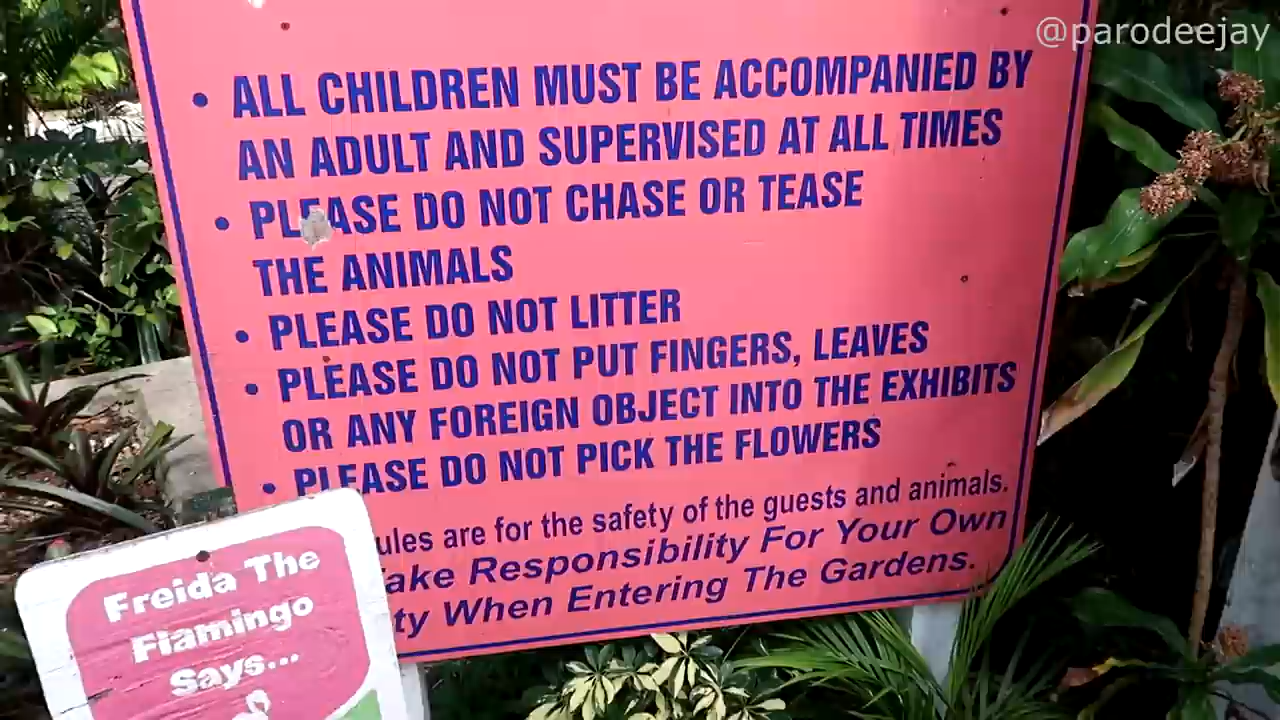 @parodeejay
• ALL CHILDREN MUST BE ACCOMPANIED BY
AN ADULT AND SUPERVISED AT ALL TIMES
• PLEASE DO NOT CHASE OR TEASE
THE ANIMALS
• PLEASE DO NOT LITTER
• PLEASE DO NOT PUT FINGERS, LEAVES
OR ANY FOREIGN OBJECT INTO THE EXHIBITS
• PLEASE DO NOT PICK THE FLOWERS
ules are for the safety of the guests and animals.
ake Responsibility For Your Own
ty When Entering The Gardens.
Freida The
Flamingo
Says...